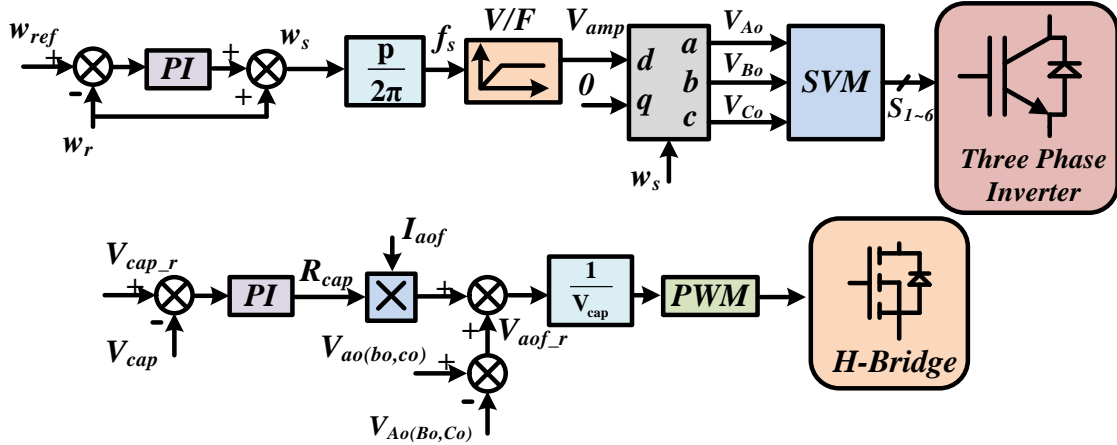 w_ref
+
-
w_r
PI
+
+
w_s
p
2π
f_s
V/F
V_amp
0
d
q
a
b
c
w_s
V_Ao
V_Bo
V_Co
SVM
S_1~6
Three Phase
Inverter
V_cap_r
+
-
V_cap
PI
R_cap
I_aof
×
+
+
V_aof_r
V_ao(bo,co)
+
-
V_Ao(Bo,Co)
1
V_cap
PWM
H-Bridge